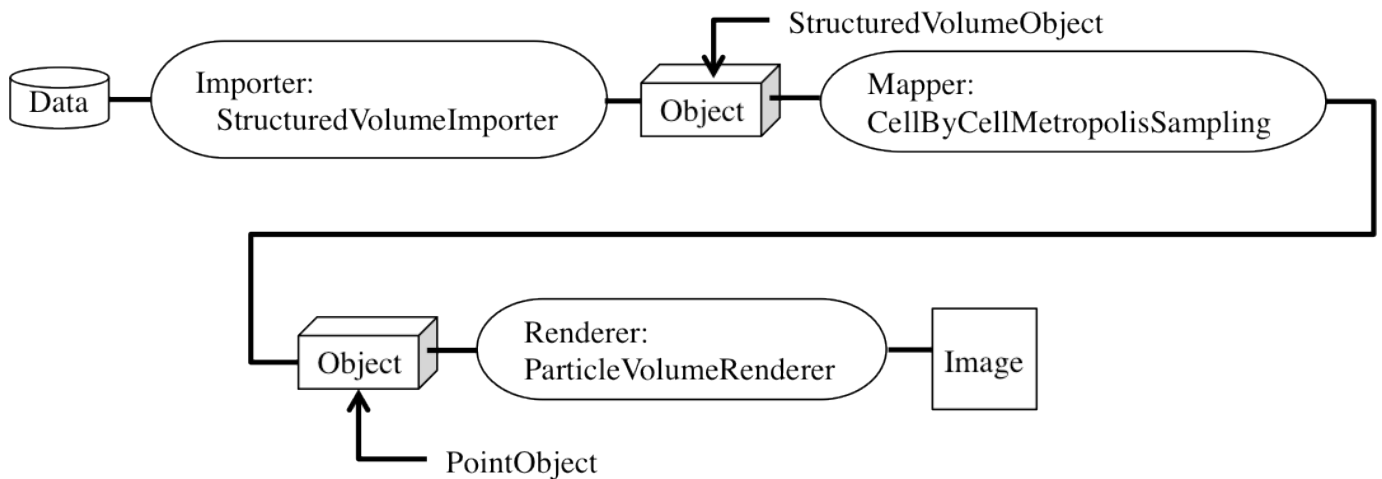 StructuredVolumeObject
Data
Importer:
StructuredVolumeImporter
Object
Mapper:
CellByCellMetropolisSampling
Object
Renderer:
ParticleVolumeRenderer
Image
PointObject